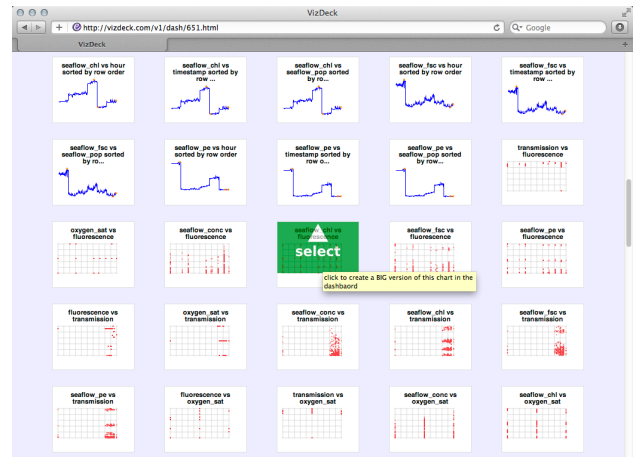 VizDeck
http://vizdeck.com/v1/dash/651.html
Google
VizDeck
seaflow_chl vs hour
sorted by row order
seaflow_chl vs
timestamp sorted by
row ...
seaflow_chl vs
seaflow_pop sorted
by ro...
seaflow_fsc vs hour
sorted by row order
seaflow_fsc vs
timestamp sorted by
row ...
seaflow_fsc vs
seaflow_pop sorted
by ro...
seaflow_pe vs hour
sorted by row order
seaflow_pe vs
timestamp sorted
by ro...
seaflow_pe vs
seaflow_pop sorted
by row...
transmission vs
fluorescence
oxygen_sat vs
fluorescence
seaflow_conc vs
fluorescence
seaflow_chl vs
fluorescence
select
click to create a BIG version of this chart in the
dashbaord
seaflow_fsc vs
fluorescence
seaflow_pe vs
fluorescence
fluorescence vs
transmission
oxygen_sat vs
transmission
seaflow_conc vs
transmission
seaflow_chl vs
transmission
seaflow_fsc vs
transmission
seaflow_pe vs
transmission
fluorescence vs
oxygen_sat
transmission vs
oxygen_sat
seaflow_conc vs
oxygen_sat
seaflow_chl vs
oxygen_sat